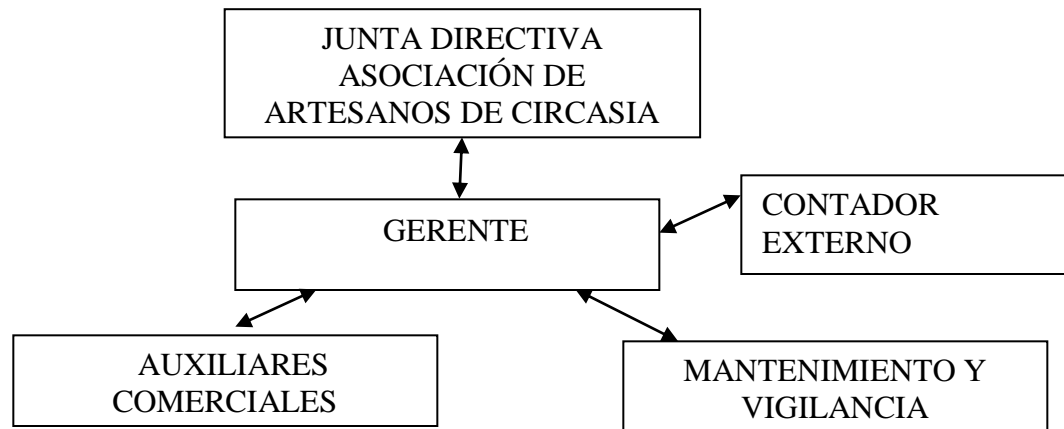 JUNTA DIRECTIVA
ASOCIACIÓN DE
ARTESANOS DE CIRCASIA
GERENTE
CONTADOR
EXTERNO
AUXILIARES
COMERCIALES
MANTENIMIENTO Y
VIGILANCIA